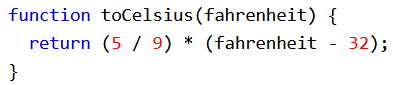 function toCelsius(fahrenheit) {
  return (5 / 9) * (fahrenheit - 32);
}